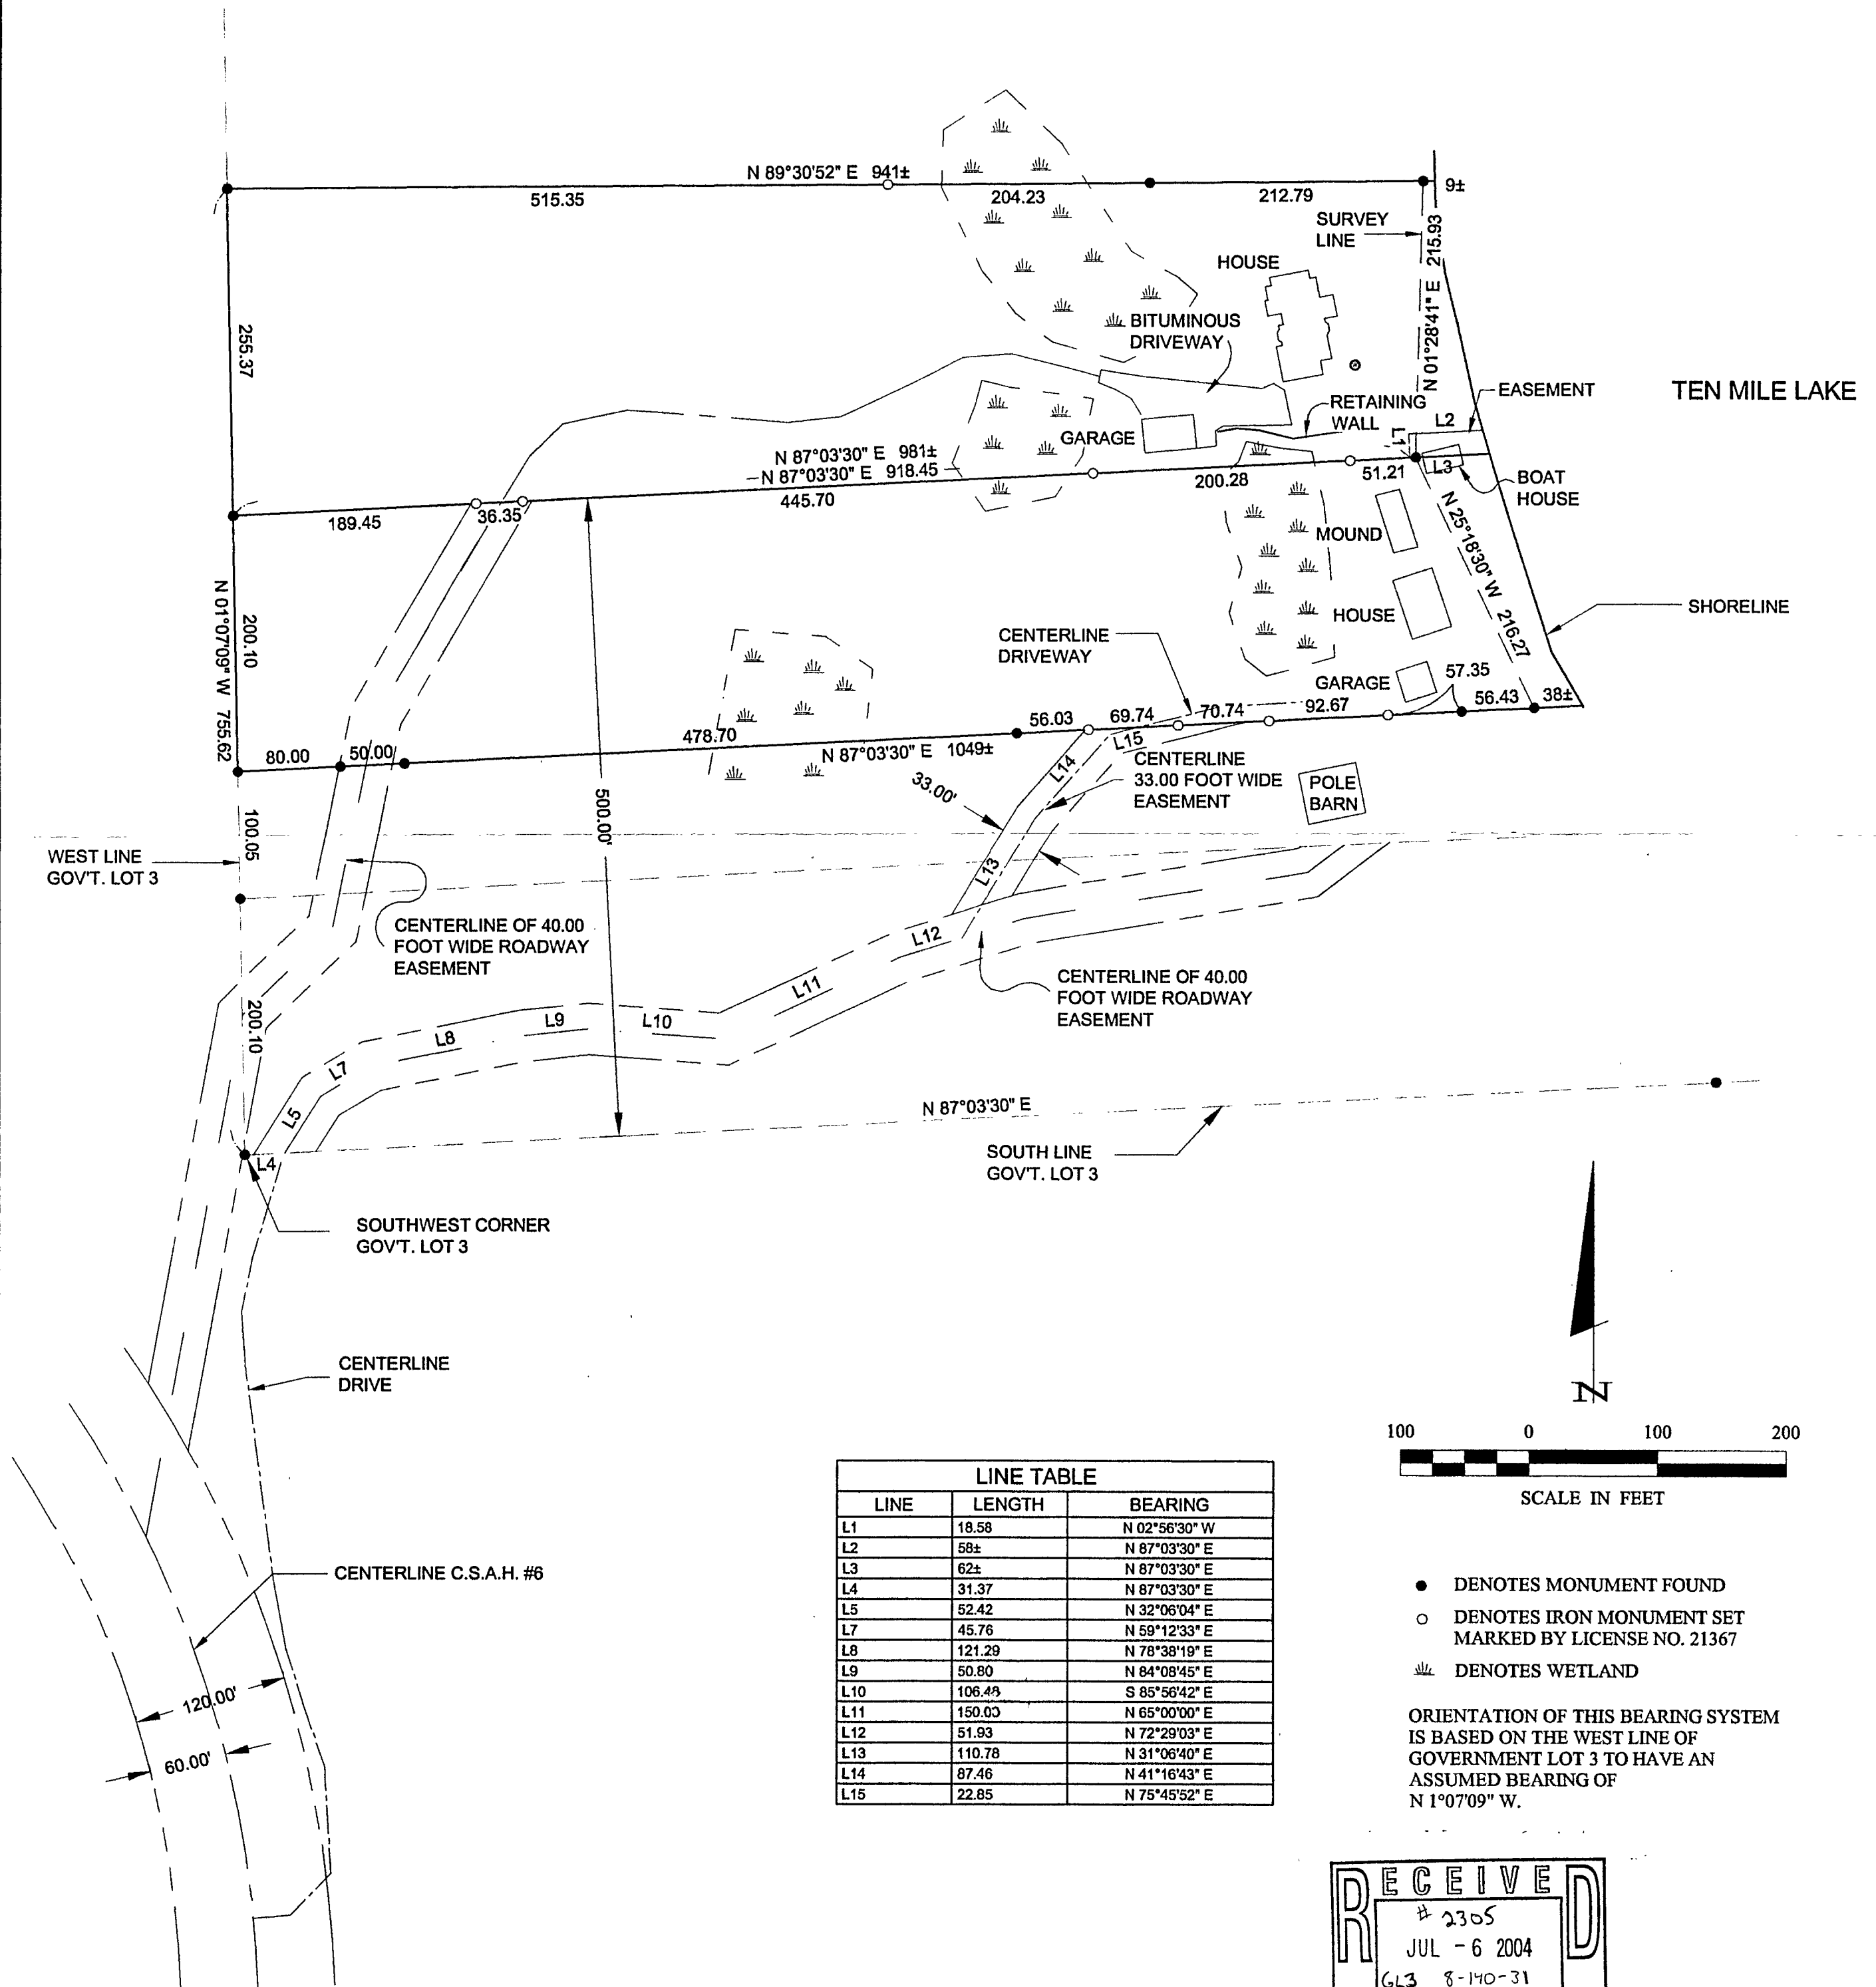 N 89°30'52" E 941±
515.35
204.23
212.79
9±
SURVEY
LINE
N 01°28'41" E 215.93
HOUSE
BITUMINOUS
DRIVEWAY
255.37
EASEMENT
TEN MILE LAKE
RETAINING
WALL
L2
L1
GARAGE
N 87°03'30" E 981±
N 87°03'30" E 918.45
L3
BOAT
HOUSE
189.45
36.35
445.70
200.28
51.21
MOUND
N 25°18'30" W 216.27
N 01°07'09" W 755.62
200.10
HOUSE
SHORELINE
CENTERLINE
DRIVEWAY
GARAGE
57.35
80.00
50.00
478.70
N 87°03'30" E 1049±
56.03
69.74
70.74
92.67
56.43
38±
L15
L14
CENTERLINE
33.00 FOOT WIDE
EASEMENT
POLE
BARN
33.00'
500.00'
100.05
WEST LINE
GOV'T. LOT 3
L13
CENTERLINE OF 40.00
FOOT WIDE ROADWAY
EASEMENT
L12
L11
CENTERLINE OF 40.00
FOOT WIDE ROADWAY
EASEMENT
200.10
L10
L9
L8
L7
L5
L4
N 87°03'30" E
SOUTH LINE
GOV'T. LOT 3
SOUTHWEST CORNER
GOV'T. LOT 3
CENTERLINE
DRIVE
N
100 0 100 200
SCALE IN FEET
LINE TABLE
LINE LENGTH BEARING
L1 18.58 N 02°56'30" W
L2 58± N 87°03'30" E
L3 62± N 87°03'30" E
L4 31.37 N 87°03'30" E
L5 52.42 N 32°06'04" E
L7 45.76 N 59°12'33" E
L8 121.29 N 78°38'19" E
L9 50.80 N 84°08'45" E
L10 106.48 S 85°56'42" E
L11 150.00 N 65°00'00" E
L12 51.93 N 72°29'03" E
L13 110.78 N 31°06'40" E
L14 87.46 N 41°16'43" E
L15 22.85 N 75°45'52" E
CENTERLINE C.S.A.H. #6
120.00'
60.00'
DENOTES MONUMENT FOUND
DENOTES IRON MONUMENT SET
MARKED BY LICENSE NO. 21367
DENOTES WETLAND
ORIENTATION OF THIS BEARING SYSTEM
IS BASED ON THE WEST LINE OF
GOVERNMENT LOT 3 TO HAVE AN
ASSUMED BEARING OF
N 1°07'09" W.
RECEIVED
# 2305
JUL - 6 2004
GL3 8-140-31